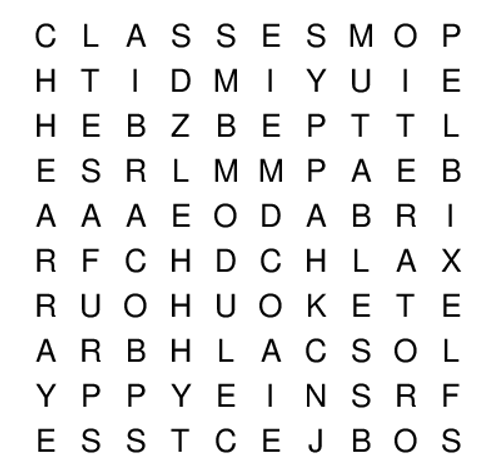 C L A S S E S M O P
H T I D M I Y U I E
H E B Z B E P T T L
E S R L M M P A E B
A A A E O D A B R I
R F C H D C H L A X
R U O H U O K E T E
A R B H L A C S O L
Y P P Y E I N S R F
E S S T C E J B O S